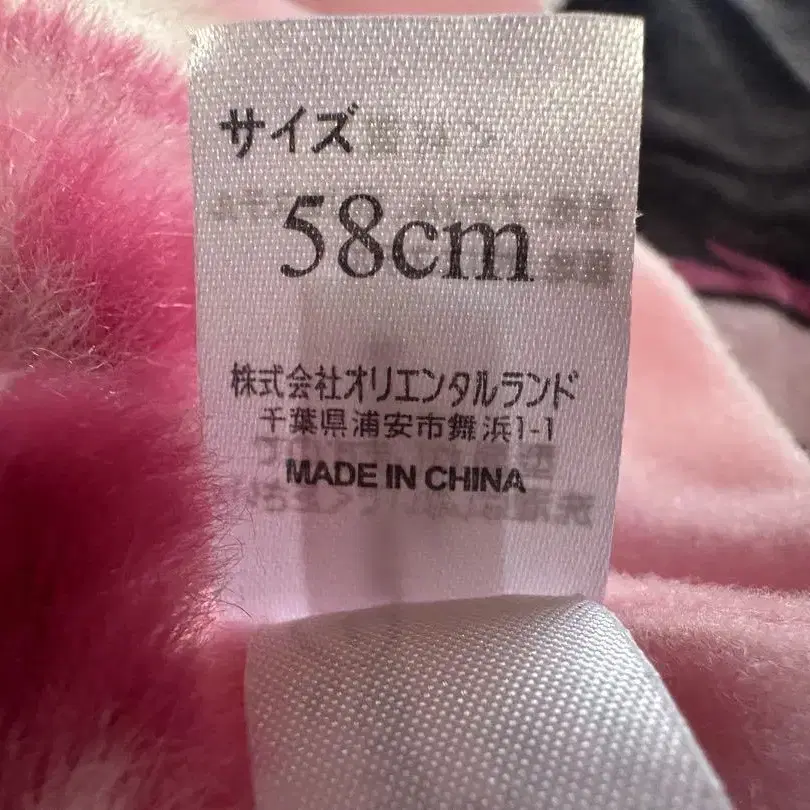 サイズ
58cm
株式会社オリエンタルランド
千葉県浦安市舞浜1-1
MADE IN CHINA